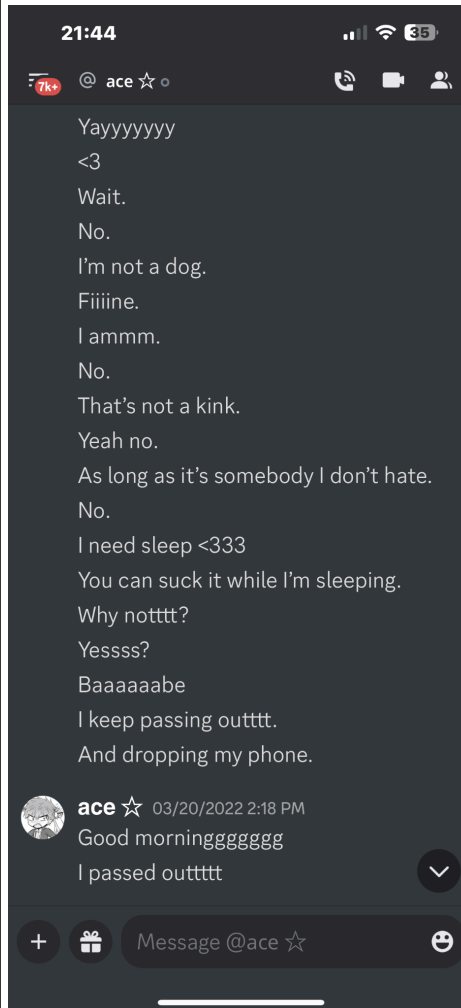 21:44
35
7k+
@ ace ☆
Yayyyyyyy
<3
Wait.
No.
I'm not a dog.
Fiiiine.
I ammm.
No.
That's not a kink.
Yeah no.
As long as it's somebody I don't hate.
No.
I need sleep <333
You can suck it while I'm sleeping.
Why notttt?
Yessss?
Baaaaaabe
I keep passing outttt.
And dropping my phone.
ace ☆ 03/20/2022 2:18 PM
Good morninggggggg
I passed outtttt
Message @ace ☆